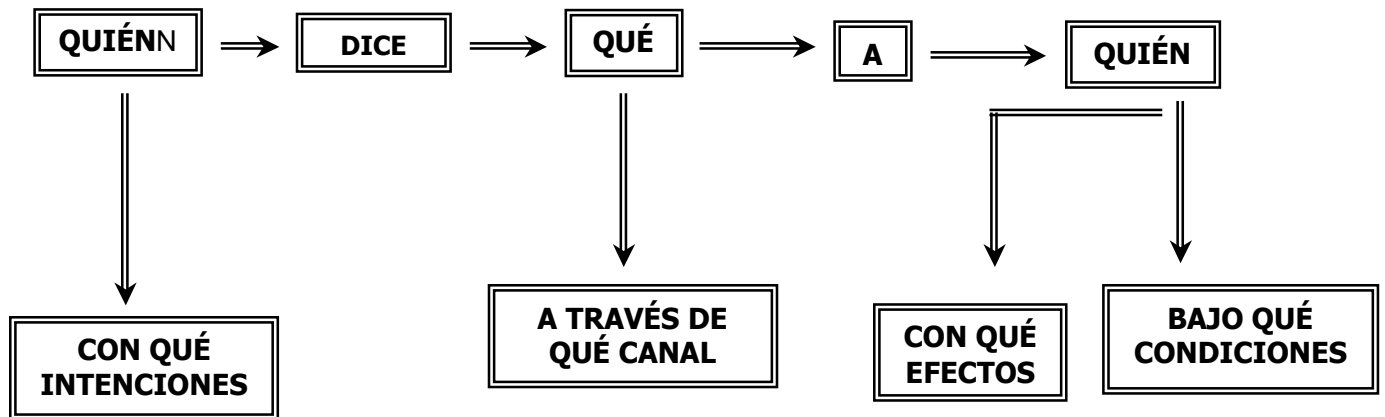 QUIÉNN
DICE
QUÉ
A
QUIÉN
CON QUÉ
INTENCIONES
A TRAVÉS DE
QUÉ CANAL
CON QUÉ
EFECTOS
BAJO QUÉ
CONDICIONES